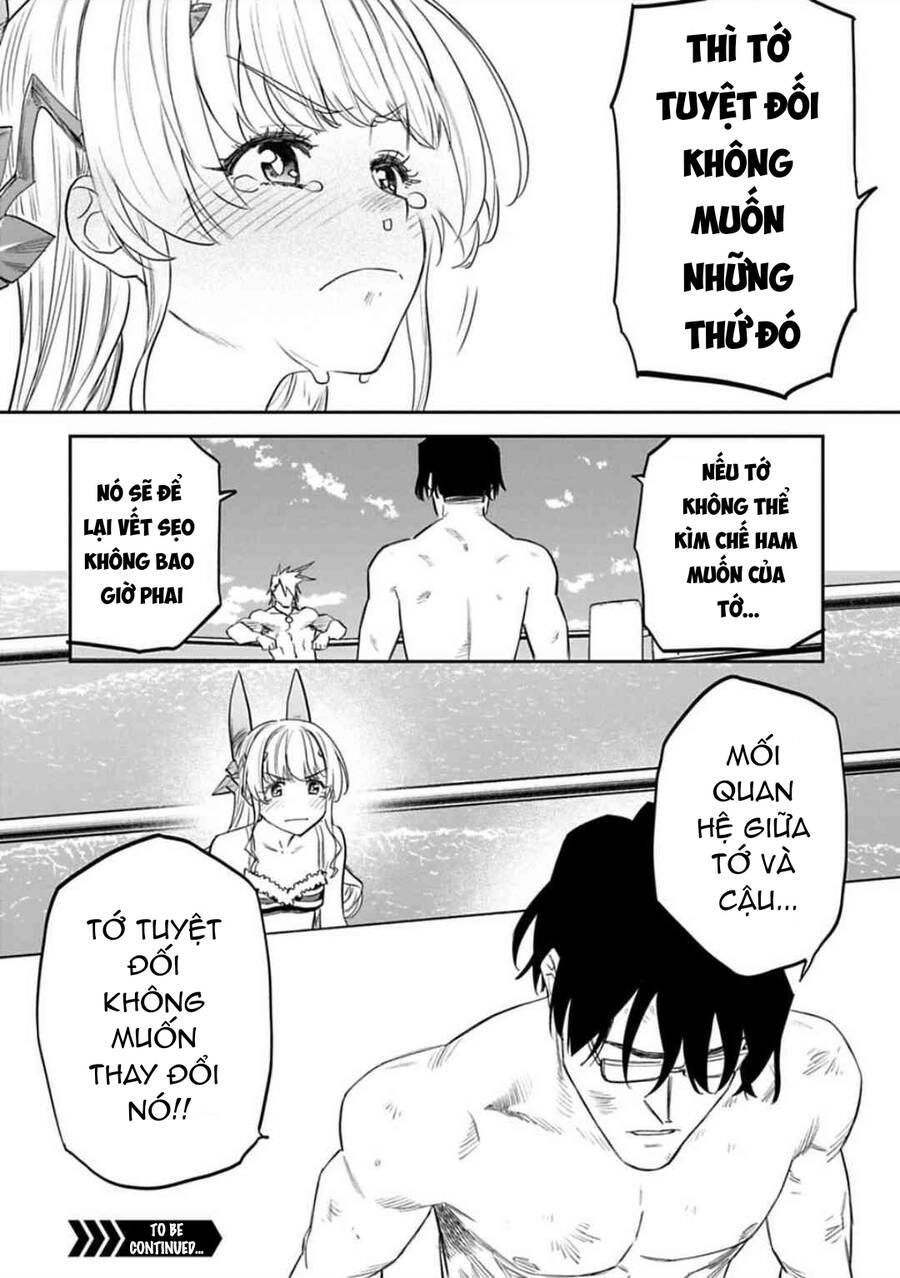 THÌ TỚ
TUYỆT ĐỐI
KHÔNG
MUỐN
NHỮNG
THỨ ĐÓ
NẾU TỚ
KHÔNG THỂ
KÌM CHẾ HAM
MUỐN CỦA
TỚ...
NÓ SẼ ĐỂ
LẠI VẾT SẸO
KHÔNG BAO
GIỜ PHAI
MỐI
QUAN
HỆ GIỮA
TỚ VÀ
CẬU...
TỚ TUYỆT
ĐỐI
KHÔNG
MUỐN
THAY ĐỔI
NÓ!!
TO BE
CONTINUED...